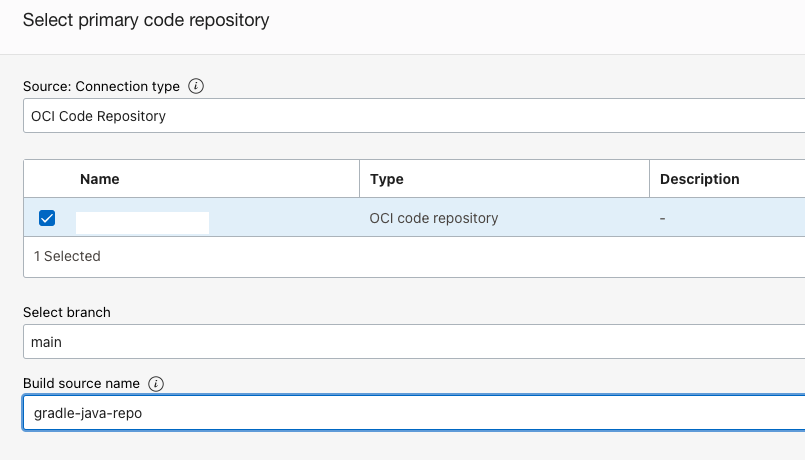 Select primary code repository
Source: Connection type
OCI Code Repository
Name Type Description
OCI code repository -
1 Selected
Select branch
main
Build source name
gradle-java-repo